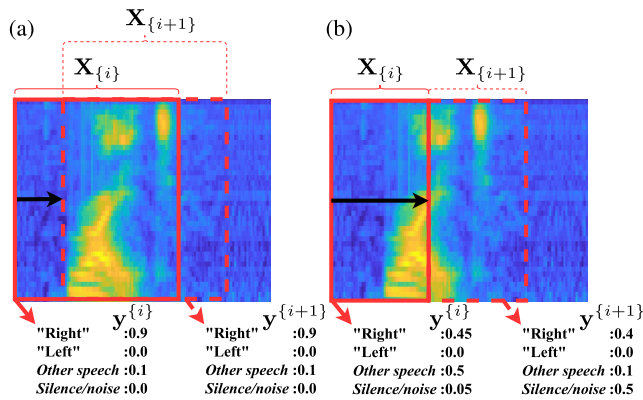 (a)
X{i+1}
X{i}
y{i}
"Right" :0.9
"Left" :0.0
Other speech :0.1
Silence/noise :0.0
y{i+1}
"Right" :0.9
"Left" :0.0
Other speech :0.1
Silence/noise :0.0
(b)
X{i} X{i+1}
y{i}
"Right" :0.45
"Left" :0.0
Other speech :0.5
Silence/noise :0.05
y{i+1}
"Right" :0.4
"Left" :0.0
Other speech :0.1
Silence/noise :0.5